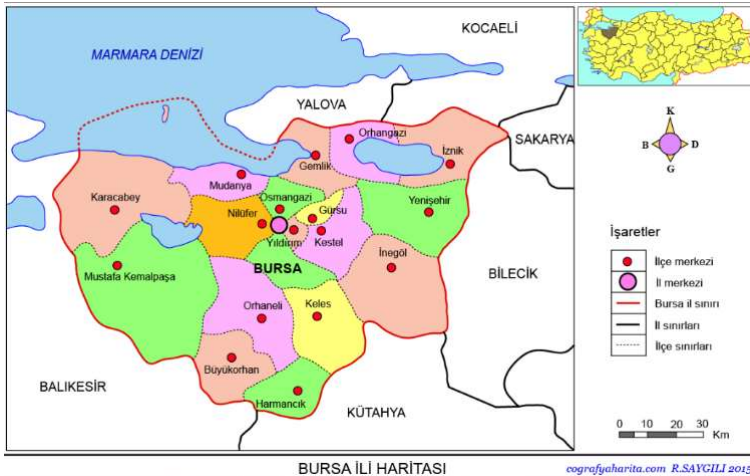 KOCAELİ
MARMARA DENİZİ
YALOVA
SAKARYA
Orhangazi
İznik
Gemlik
Mudanya
Karacabey
Osmangazi
Nilüfer
Gürsu
Yıldırım
Kestel
Yenişehir
BURSA
İnegöl
Mustafa Kemalpaşa
BİLECİK
Orhaneli
Keles
Büyükorhan
Harmancık
BALIKESİR
KÜTAHYA
K
B D
G
İşaretler
İlçe merkezi
İl merkezi
Bursa il sınırı
İl sınırları
İlçe sınırları
0 10 20 30 Km
BURSA İLİ HARİTASI
cografyaharita.com R.SAYGILI 2015